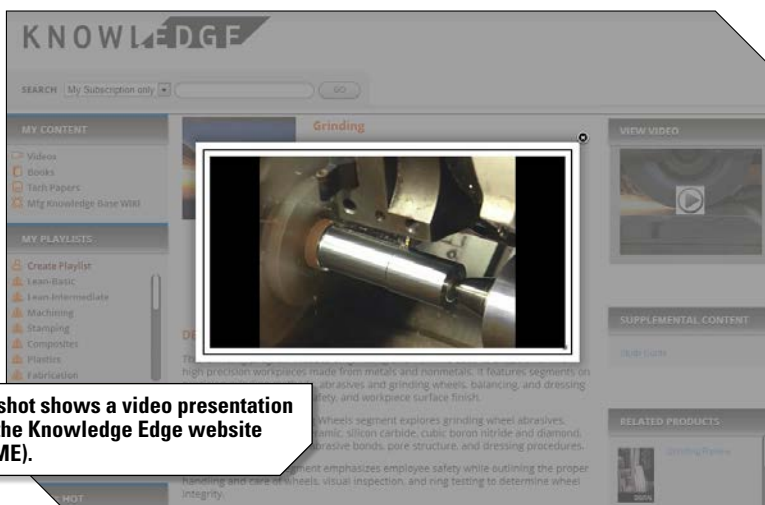 KNOWLEDGE
SEARCH My Subscription only GO
MY CONTENT
Videos
Books
Tech Papers
Mfg Knowledge Base WIKI
MY PLAYLISTS
Create Playlist
Lean-Basic
Lean-Intermediate
Machining
Stamping
Composites
Plastics
Fabrication
Grinding
high precision workpieces made from metals and nonmetals. It features segments on
abrasives and grinding wheels, balancing, and dressing
afety, and workpiece surface finish.
Wheels segment explores grinding wheel abrasives,
ramic, silicon carbide, cubic boron nitride and diamond,
brasive bonds, pore structure, and dressing procedures.
gment emphasizes employee safety while outlining the proper
handling and care of wheels, visual inspection, and ring testing to determine wheel
integrity.
VIEW VIDEO
SUPPLEMENTAL CONTENT
RELATED PRODUCTS
shot shows a video presentation
the Knowledge Edge website
ME).
HOT